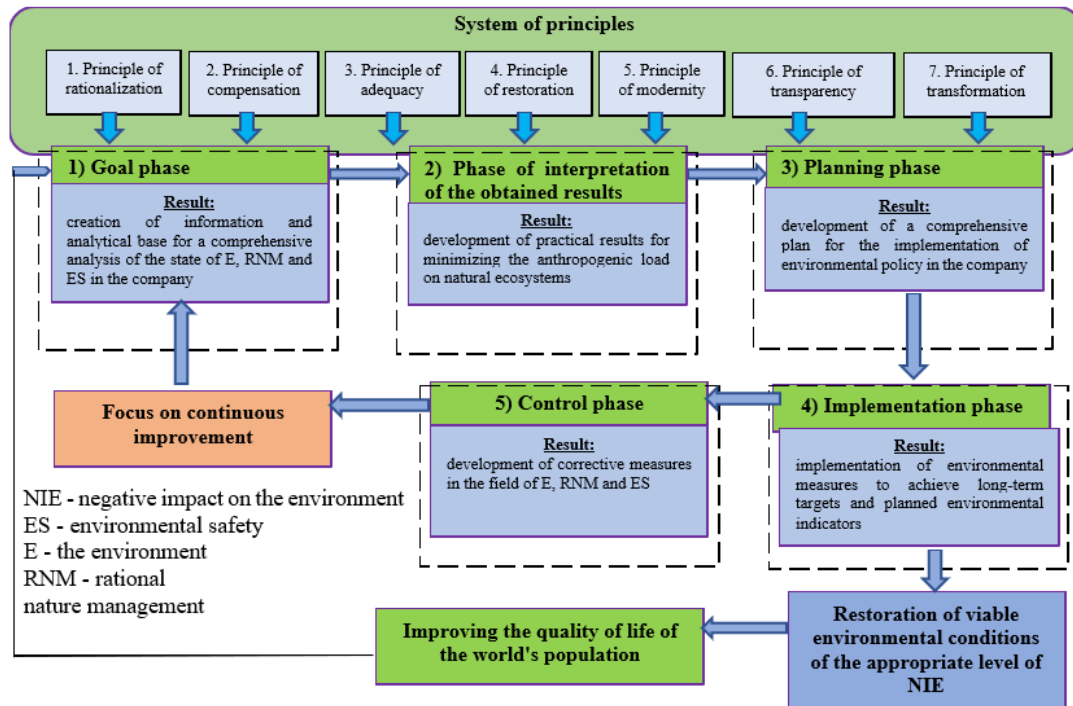 System of principles
1. Principle of
rationalization
2. Principle of
compensation
3. Principle of
adequacy
4. Principle
of restoration
5. Principle
of modernity
6. Principle of
transparency
7. Principle of
transformation
1) Goal phase
Result:
creation of information and
analytical base for a comprehensive
analysis of the state of E, RNM and
ES in the company
2) Phase of interpretation
of the obtained results
Result:
development of practical results for
minimizing the anthropogenic load
on natural ecosystems
3) Planning phase
Result:
development of a comprehensive
plan for the implementation of
environmental policy in the company
Focus on continuous
improvement
5) Control phase
Result:
development of corrective measures
in the field of E, RNM and ES
4) Implementation phase
Result:
implementation of environmental
measures to achieve long-term
targets and planned environmental
indicators
NIE - negative impact on the environment
ES - environmental safety
E - the environment
RNM - rational
nature management
Improving the quality of life of
the world's population
Restoration of viable
environmental conditions
of the appropriate level of
NIE